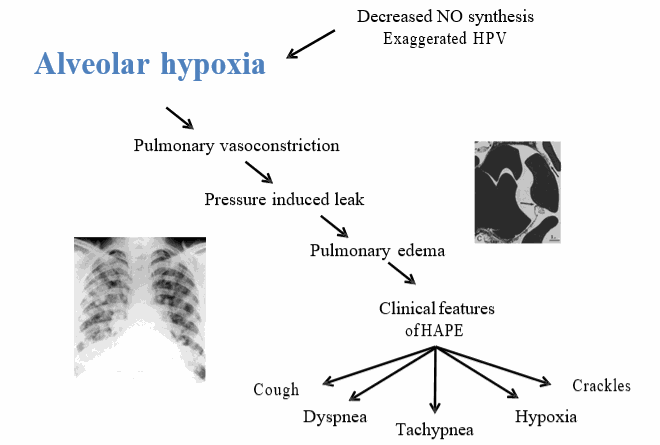 Decreased NO synthesis
Exaggerated HPV
Alveolar hypoxia
Pulmonary vasoconstriction
Pressure induced leak
Pulmonary edema
Clinical features
of HAPE
Cough
Crackles
Dyspnea
Hypoxia
Tachypnea